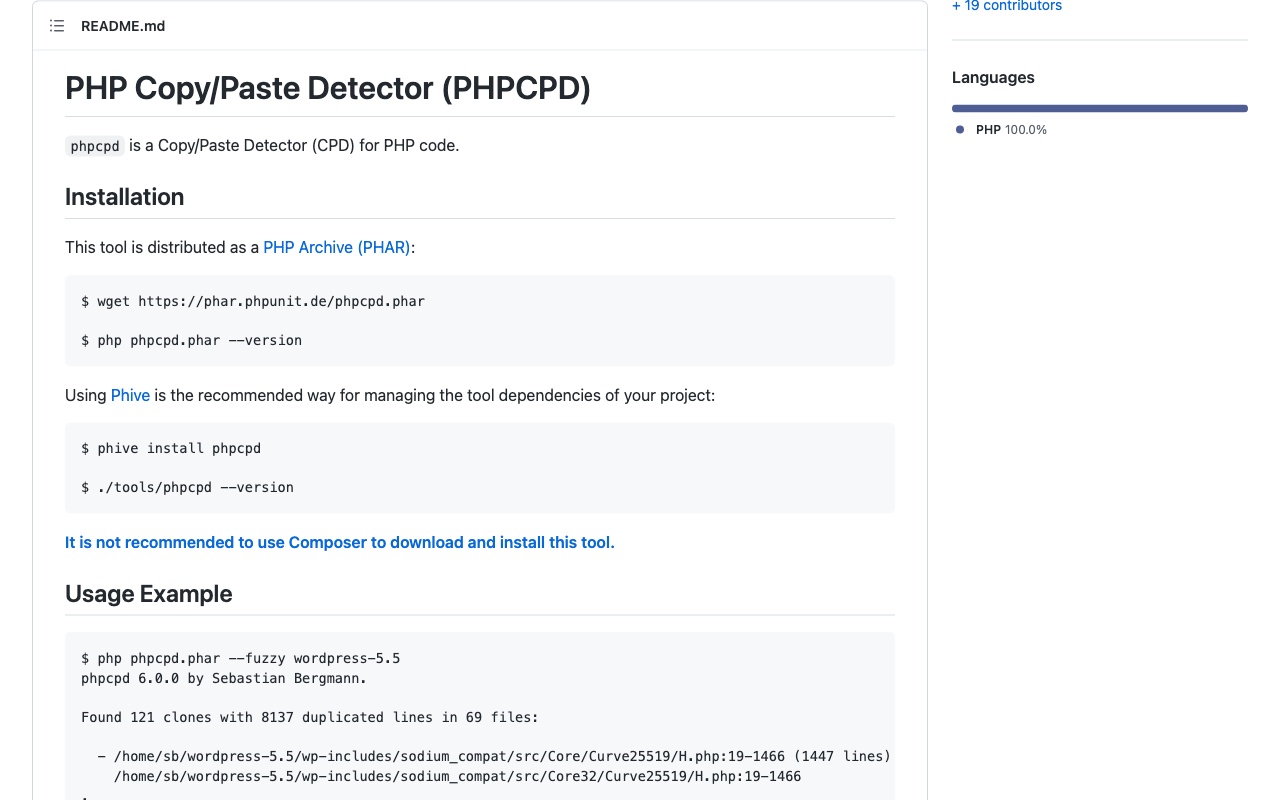 README.md
PHP Copy/Paste Detector (PHPCPD)
phpcpd is a Copy/Paste Detector (CPD) for PHP code.
Installation
This tool is distributed as a PHP Archive (PHAR):
$ wget https://phar.phpunit.de/phpcpd.phar
$ php phpcpd.phar --version
Using Phive is the recommended way for managing the tool dependencies of your project:
$ phive install phpcpd
$ ./tools/phpcpd --version
It is not recommended to use Composer to download and install this tool.
Usage Example
$ php phpcpd.phar --fuzzy wordpress-5.5
phpcpd 6.0.0 by Sebastian Bergmann.
Found 121 clones with 8137 duplicated lines in 69 files:
- /home/sb/wordpress-5.5/wp-includes/sodium_compat/src/Core/Curve25519/H.php:19-1466 (1447 lines)
/home/sb/wordpress-5.5/wp-includes/sodium_compat/src/Core32/Curve25519/H.php:19-1466
+ 19 contributors
Languages
PHP 100.0%